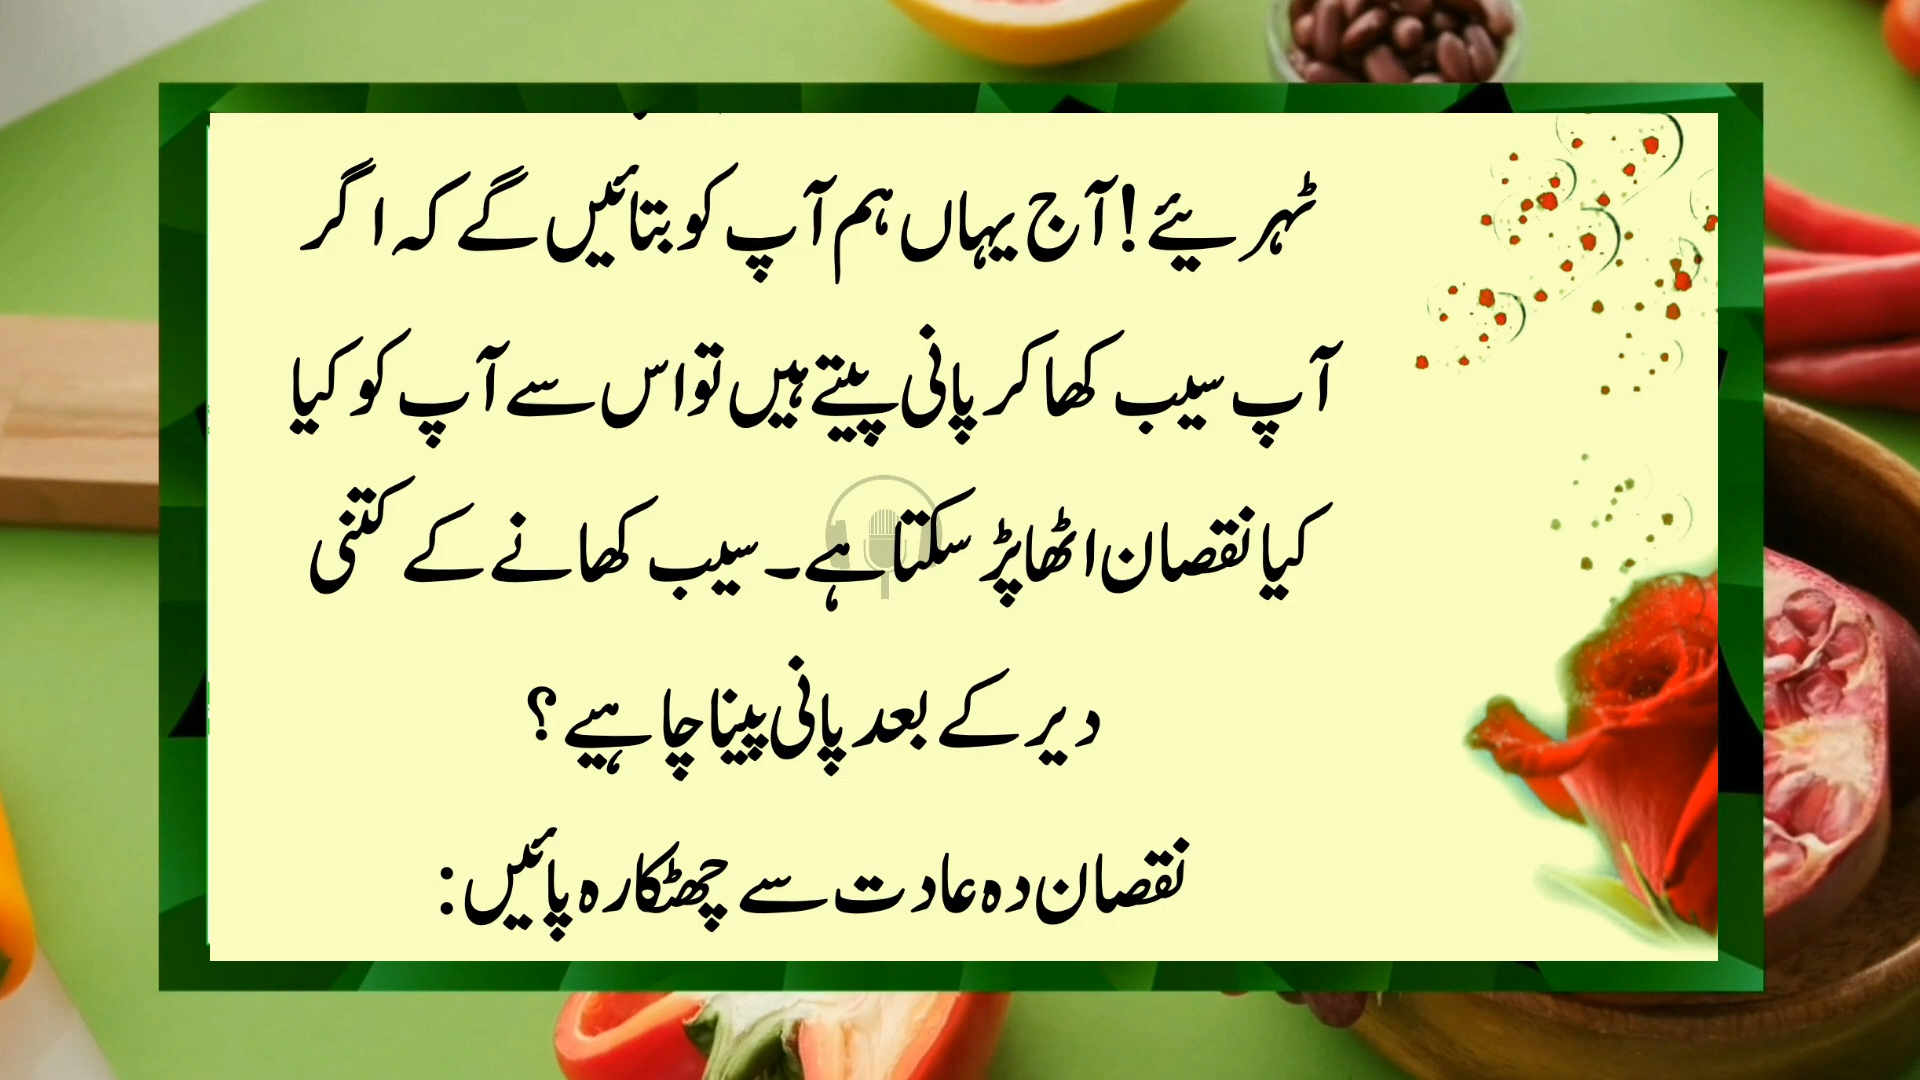 ٹہریئے! آج یہاں ہم آپ کو بتائیں گے کہ اگر
آپ سیب کھا کر پانی پیتے ہیں تو اس سے آپ کو کیا
کیا نقصان اٹھا پڑ سکتا ہے۔ سیب کھانے کے کتنی
دیر کے بعد پانی پینا چاہیے؟
نقصان دہ عادت سے چھٹکارہ پائیں: